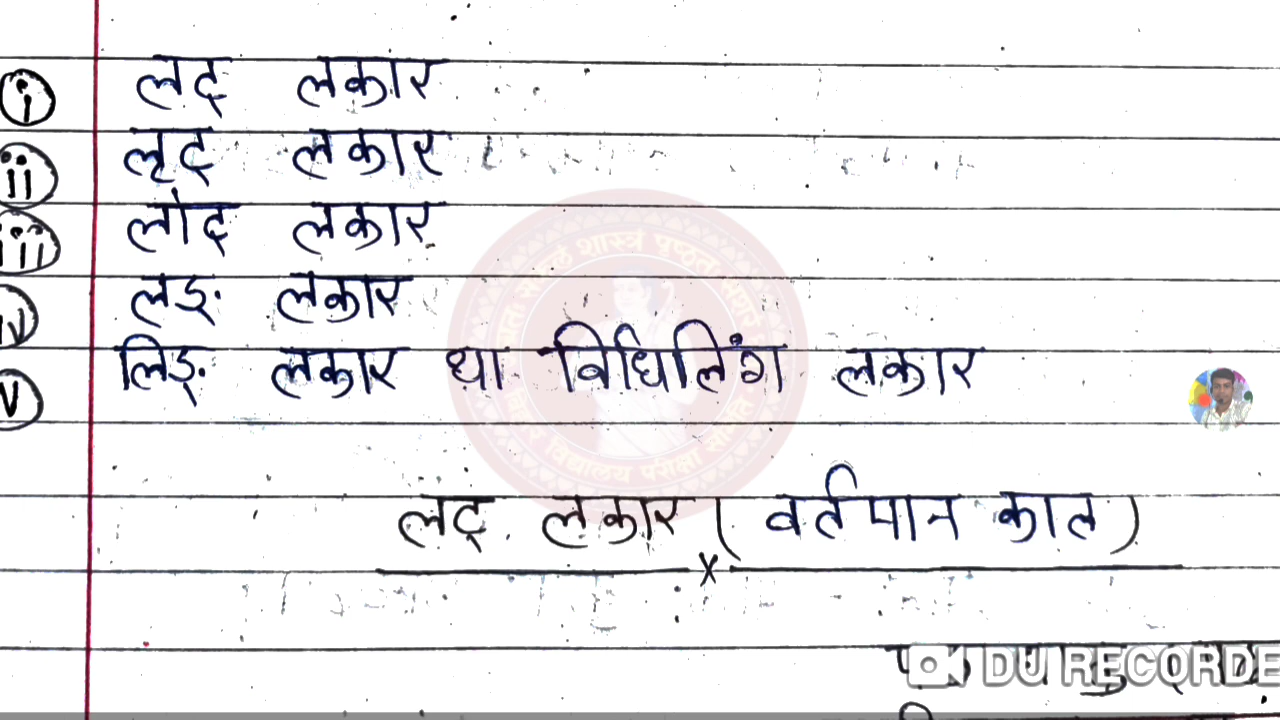 i लट् लकार
ii लृट् लकार
iii लोट् लकार
iv लङ् लकार
v लिङ् लकार या विधिलिंग लकार
लट् लकार ( वर्तमान काल )
x
DU RECORDE